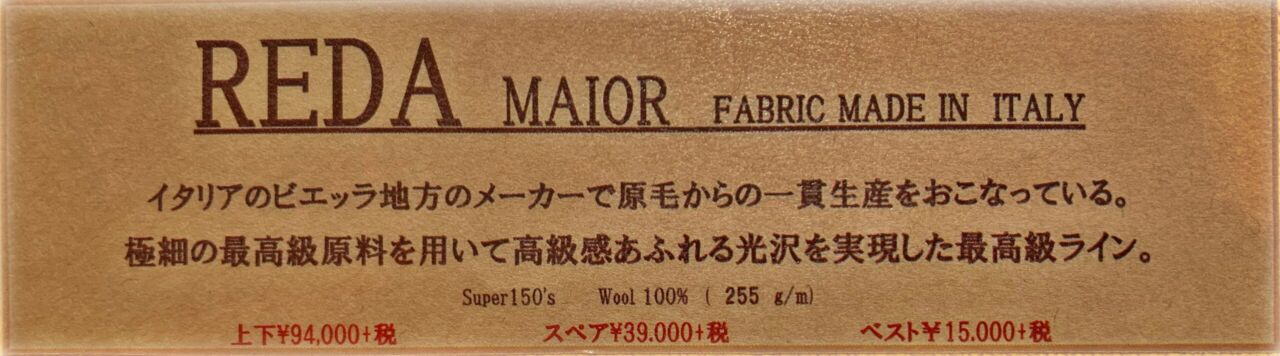 REDA MAIOR FABRIC MADE IN ITALY
イタリアのビエッラ地方のメーカーで原毛からの一貫生産をおこなっている。
極細の最高級原料を用いて高級感あふれる光沢を実現した最高級ライン。
Super150's Wool 100% ( 255 g/m)
上下¥94,000+税 スペア¥39.000+税 ベスト¥15.000+税